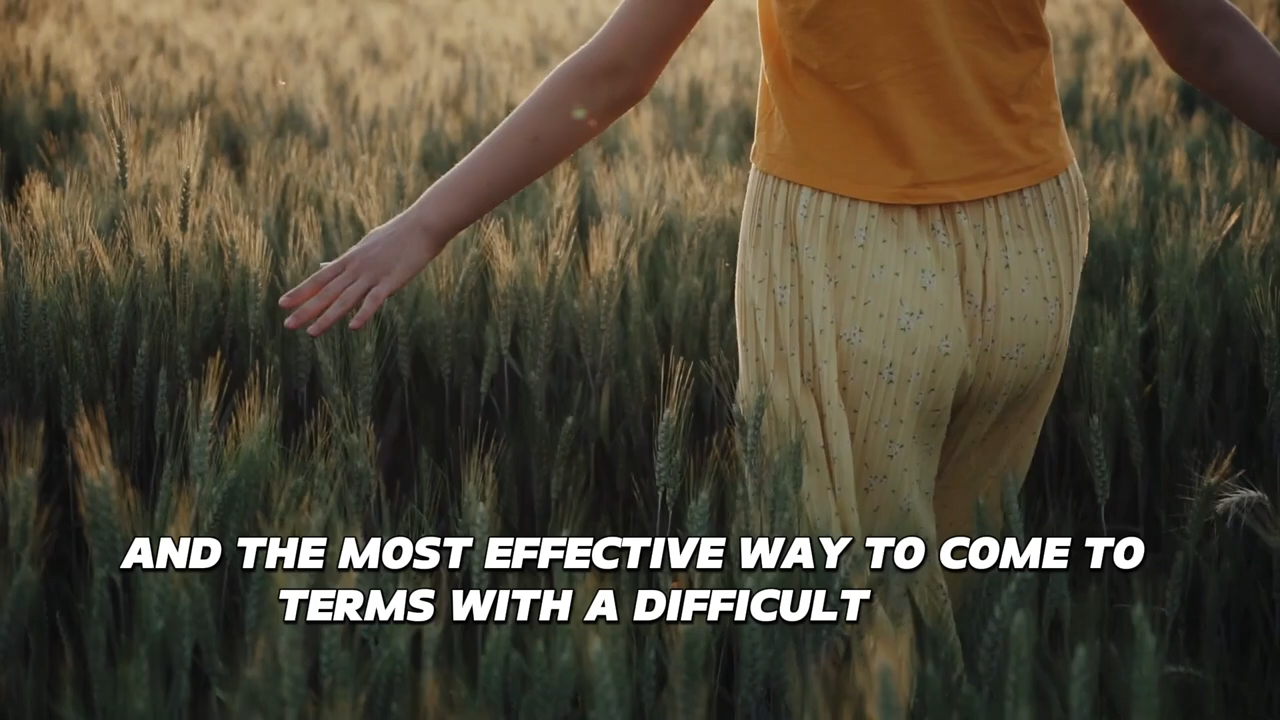 AND THE MOST EFFECTIVE WAY TO COME TO
TERMS WITH A DIFFICULT